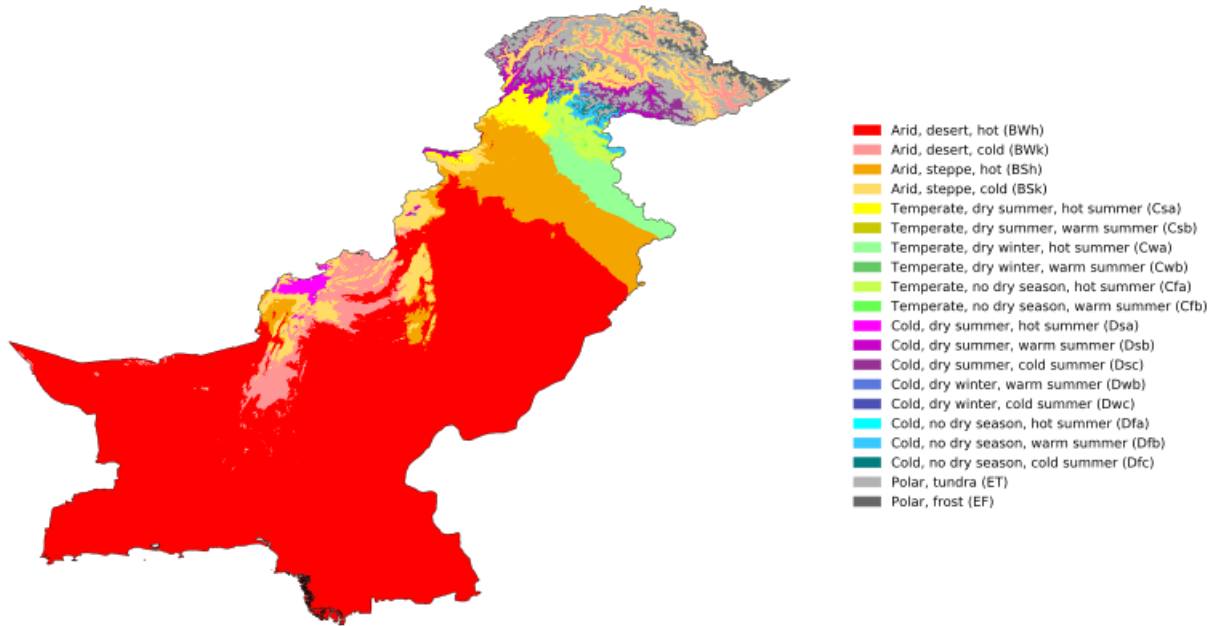 Arid, desert, hot (BWh)
Arid, desert, cold (BWk)
Arid, steppe, hot (BSh)
Arid, steppe, cold (BSk)
Temperate, dry summer, hot summer (Csa)
Temperate, dry summer, warm summer (Csb)
Temperate, dry winter, hot summer (Cwa)
Temperate, dry winter, warm summer (Cwb)
Temperate, no dry season, hot summer (Cfa)
Temperate, no dry season, warm summer (Cfb)
Cold, dry summer, hot summer (Dsa)
Cold, dry summer, warm summer (Dsb)
Cold, dry summer, cold summer (Dsc)
Cold, dry winter, warm summer (Dwb)
Cold, dry winter, cold summer (Dwc)
Cold, no dry season, hot summer (Dfa)
Cold, no dry season, warm summer (Dfb)
Cold, no dry season, cold summer (Dfc)
Polar, tundra (ET)
Polar, frost (EF)